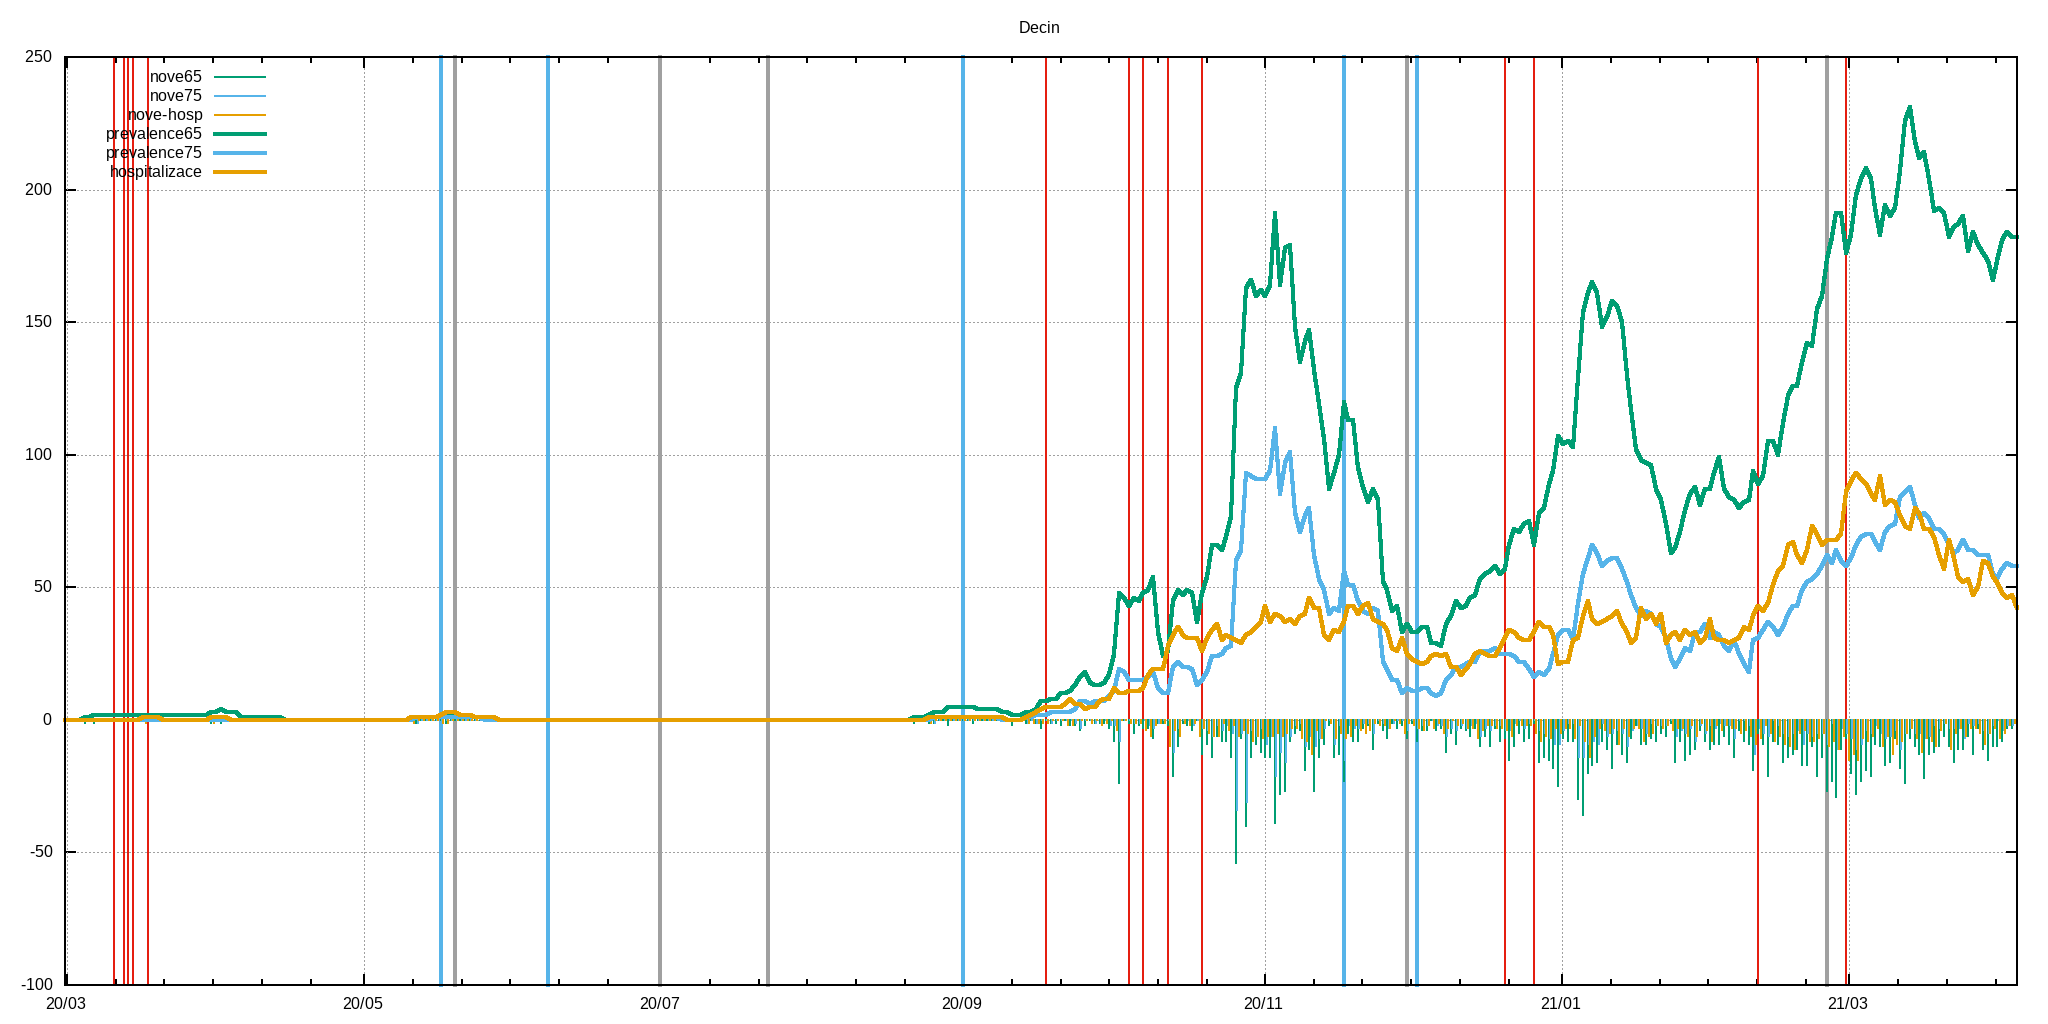 Decin
250
nove65
nove75
nove-hosp
prevalence65
prevalence75
hospitalizace
200
150
100
50
0
-50
-100
20/03 20/05 20/07 20/09 20/11 21/01 21/03